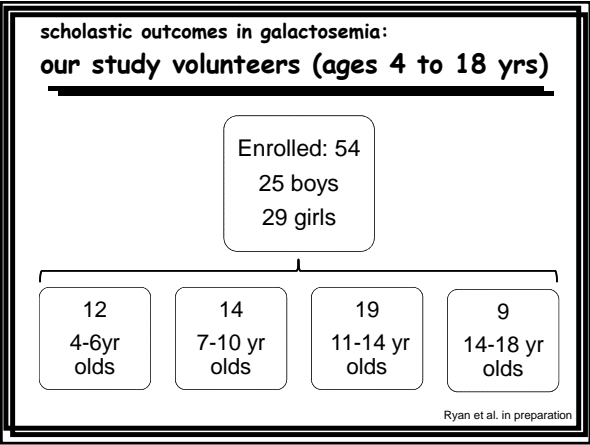 scholastic outcomes in galactosemia:
our study volunteers (ages 4 to 18 yrs)
Enrolled: 54
25 boys
29 girls
12
4-6yr
olds
14
7-10 yr
olds
19
11-14 yr
olds
9
14-18 yr
olds
Ryan et al. in preparation